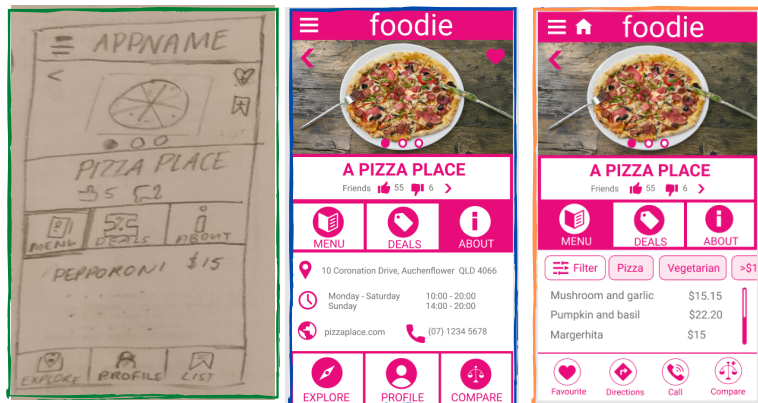 APPNAME
PIZZA PLACE
5 2
MENU DEALS ABOUT
PEPPORONI $15
EXPLORE PROFILE LIST
foodie
A PIZZA PLACE
Friends 55 6
MENU DEALS ABOUT
10 Coronation Drive, Auchenflower QLD 4066
Monday - Saturday 10:00 - 20:00
Sunday 14:00 - 20:00
pizzaplace.com (07) 1234 5678
EXPLORE PROFILE COMPARE
foodie
A PIZZA PLACE
Friends 55 6
MENU DEALS ABOUT
Filter Pizza Vegetarian >$1
Mushroom and garlic $15.15
Pumpkin and basil $22.20
Margerhita $15
Favourite Directions Call Compare